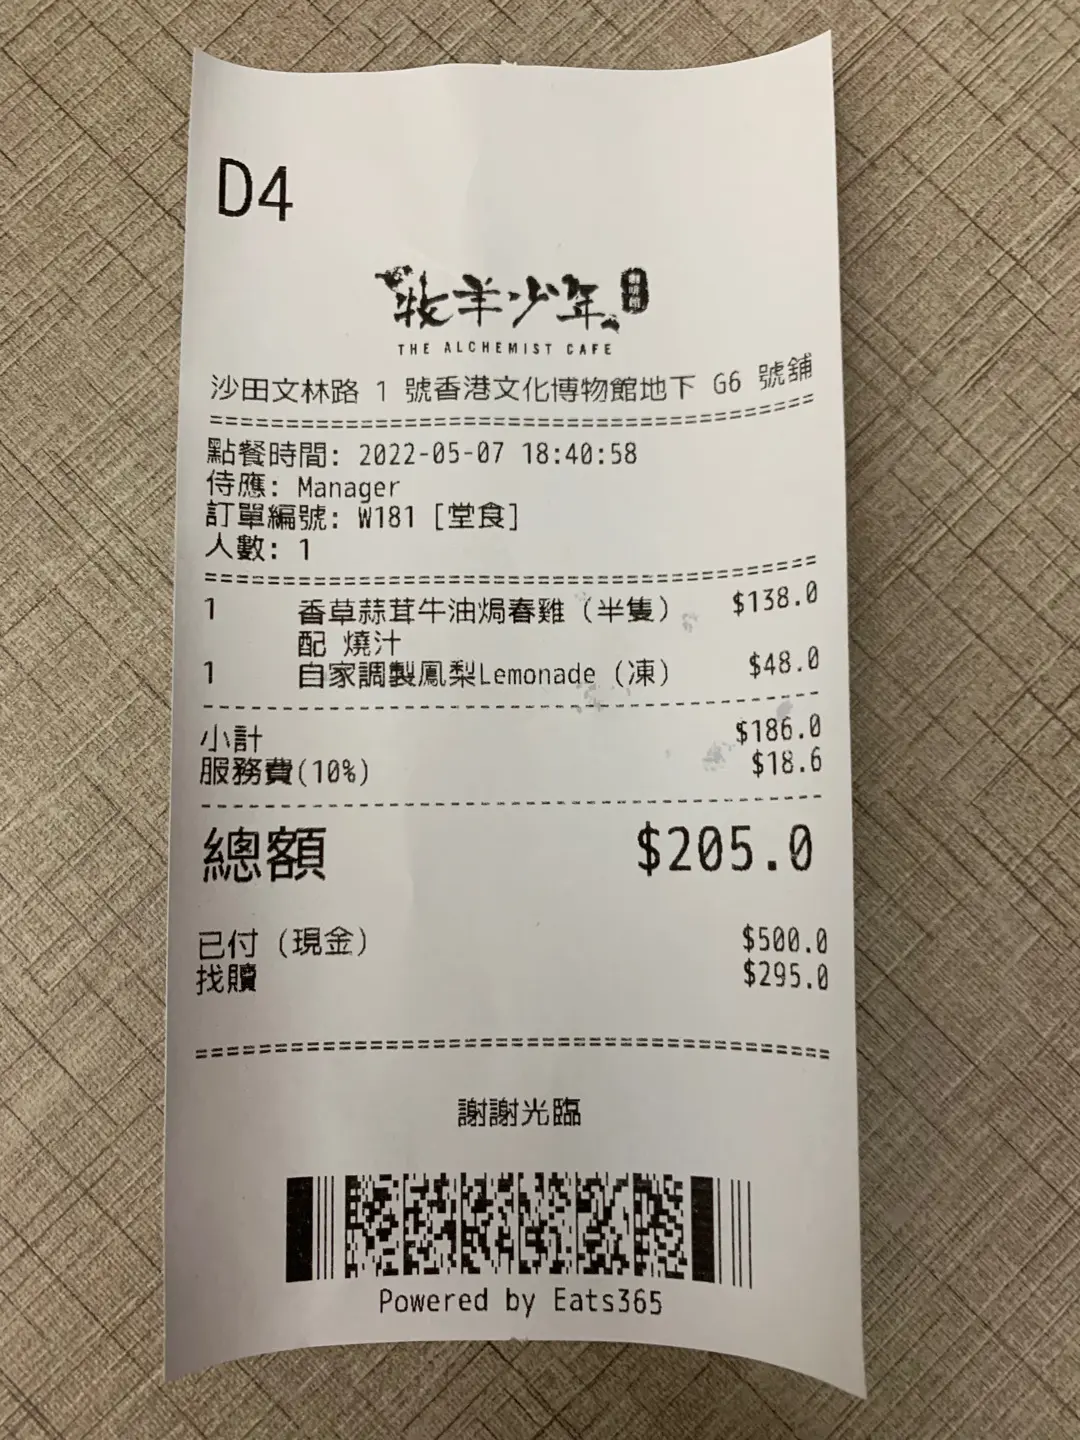 D4
牧羊少年 咖啡館
THE ALCHEMIST CAFE
沙田文林路 1 號香港文化博物館地下 G6 號舖
點餐時間: 2022-05-07 18:40:58
侍應: Manager
訂單編號: W181 [堂食]
人數: 1
1 香草蒜茸牛油焗春雞 (半隻) $138.0
配 燒汁
1 自家調製鳳梨Lemonade (凍) $48.0
小計 $186.0
服務費(10%) $18.6
總額 $205.0
已付 (現金) $500.0
找贖 $295.0
謝謝光臨
Powered by Eats365